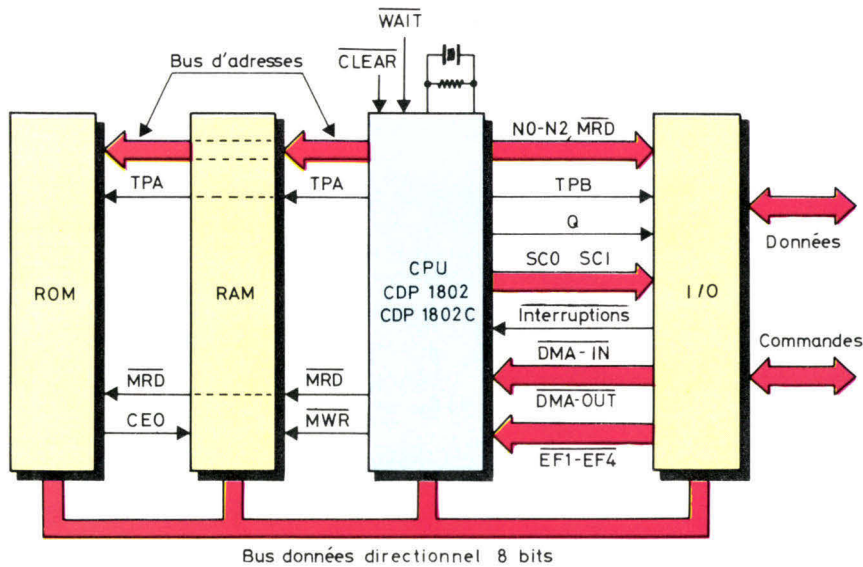 WAIT
CLEAR
Bus d'adresses
N0-N2 MRD
TPA
TPA
TPB
Q
Données
ROM
RAM
CPU
CDP 1802
CDP 1802C
SC0 SC1
I/O
Interruptions
Commandes
MRD
MRD
DMA-IN
CEO
MWR
DMA-OUT
EF1-EF4
Bus données directionnel 8 bits